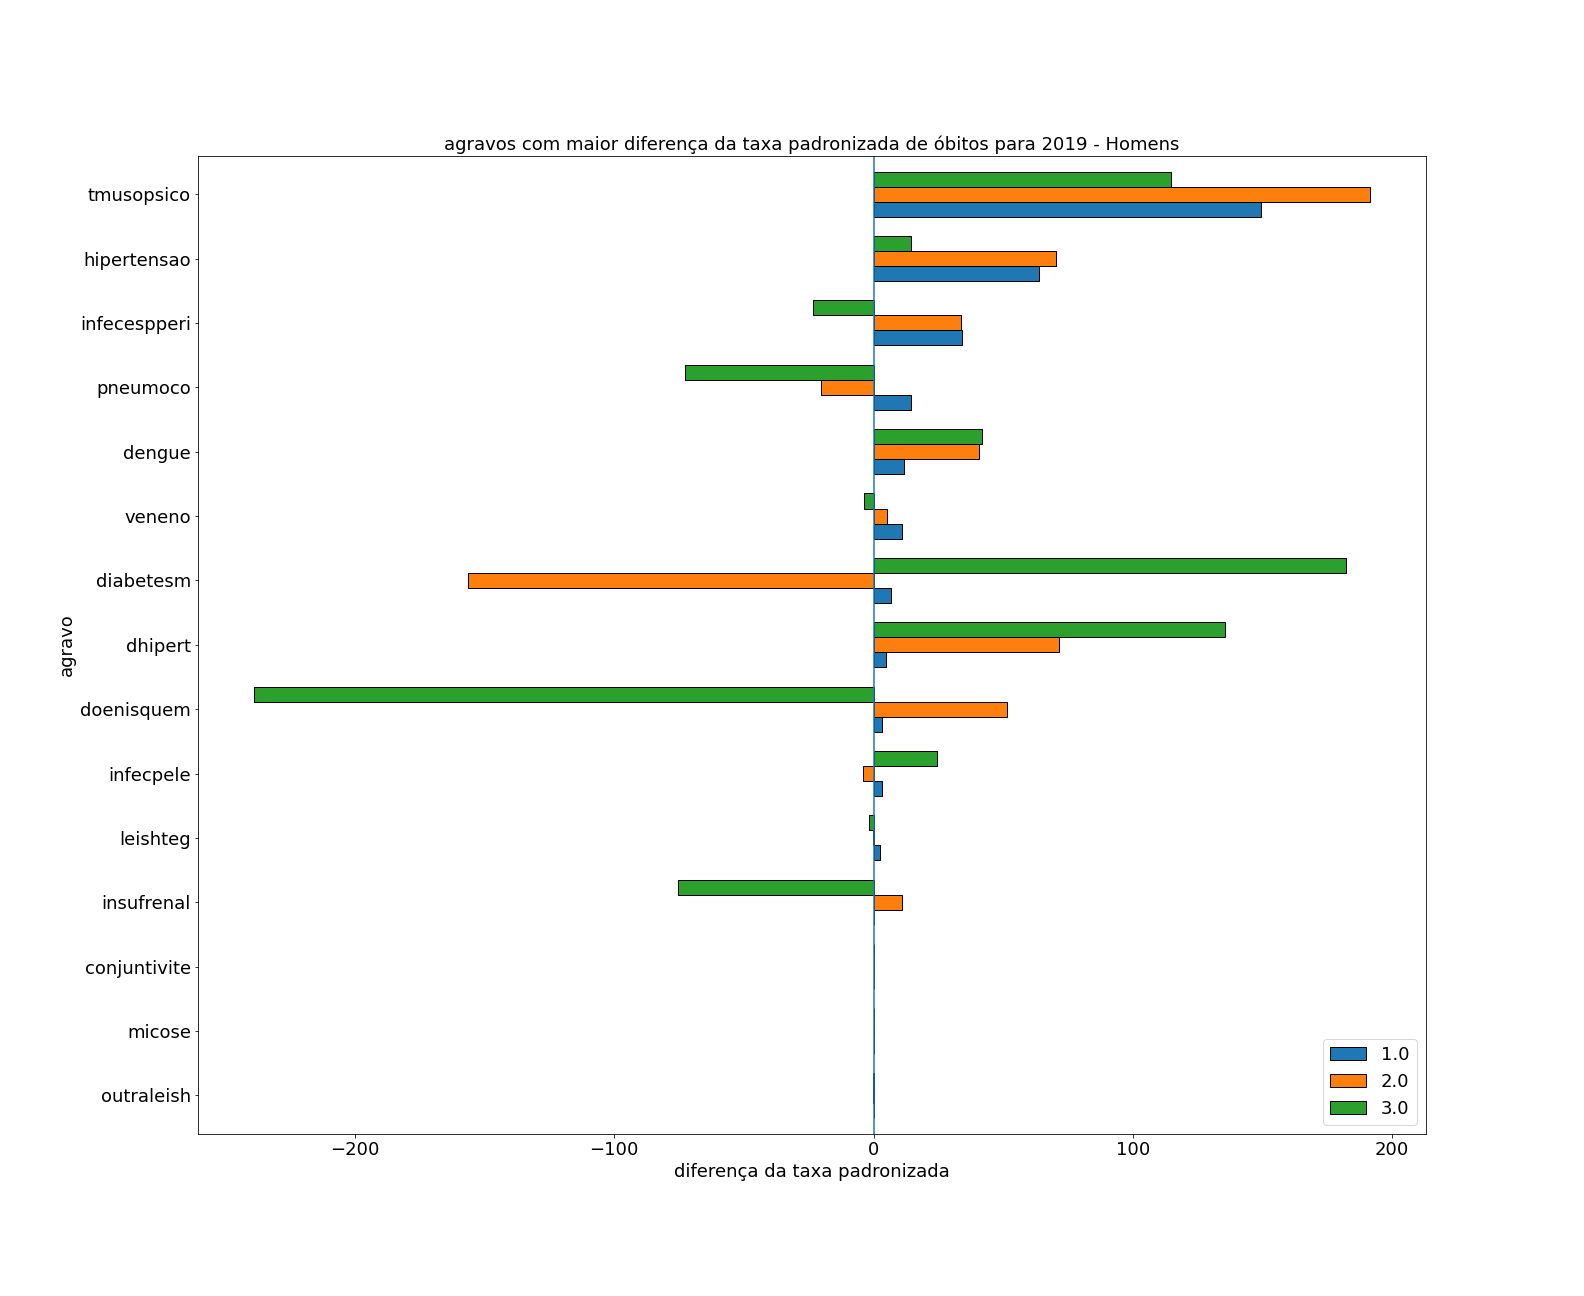 agravos com maior diferença da taxa padronizada de óbitos para 2019 - Homens
tmusopsico
hipertensao
infecespperi
pneumoco
dengue
veneno
diabetesm
dhipert
doenisquem
infecpele
leishteg
insufrenal
conjuntivite
micose
outraleish
agravo
1.0
2.0
3.0
−200 −100 0 100 200
diferença da taxa padronizada